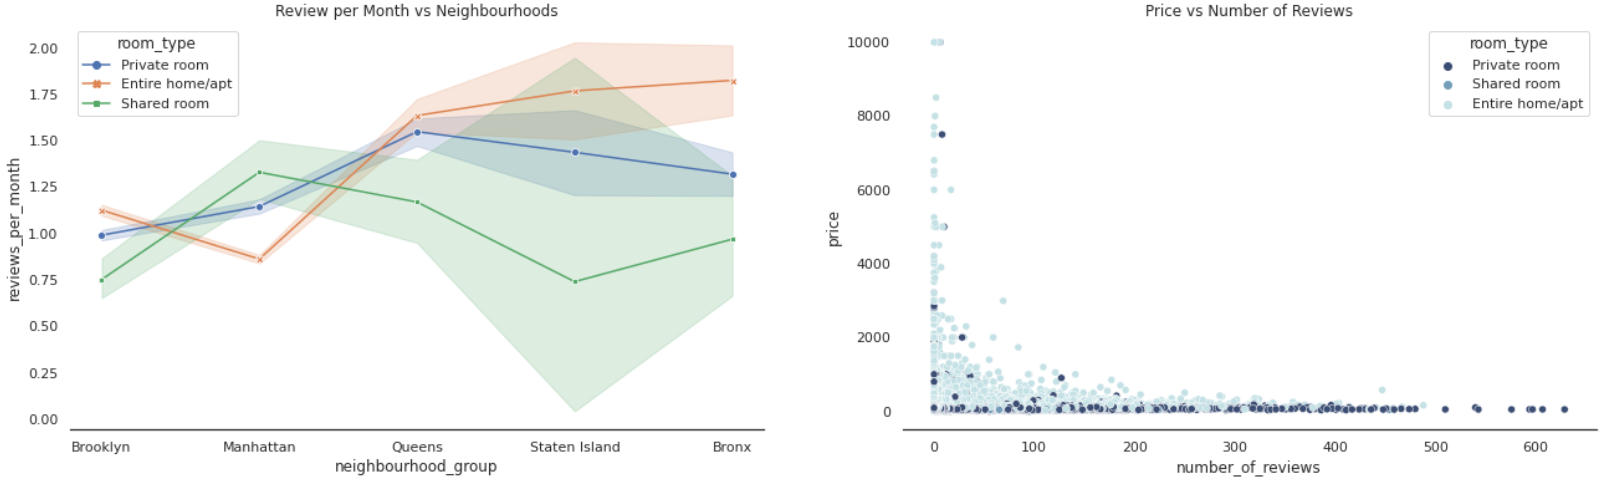 Review per Month vs Neighbourhoods
2.00
1.75
1.50
1.25
1.00
0.75
0.50
0.25
0.00
reviews_per_month
room_type
Private room
Entire home/apt
Shared room
Brooklyn
Manhattan
Queens
Staten Island
Bronx
neighbourhood_group
Price vs Number of Reviews
10000
8000
6000
4000
2000
0
price
room_type
Private room
Shared room
Entire home/apt
0
100
200
300
400
500
600
number_of_reviews